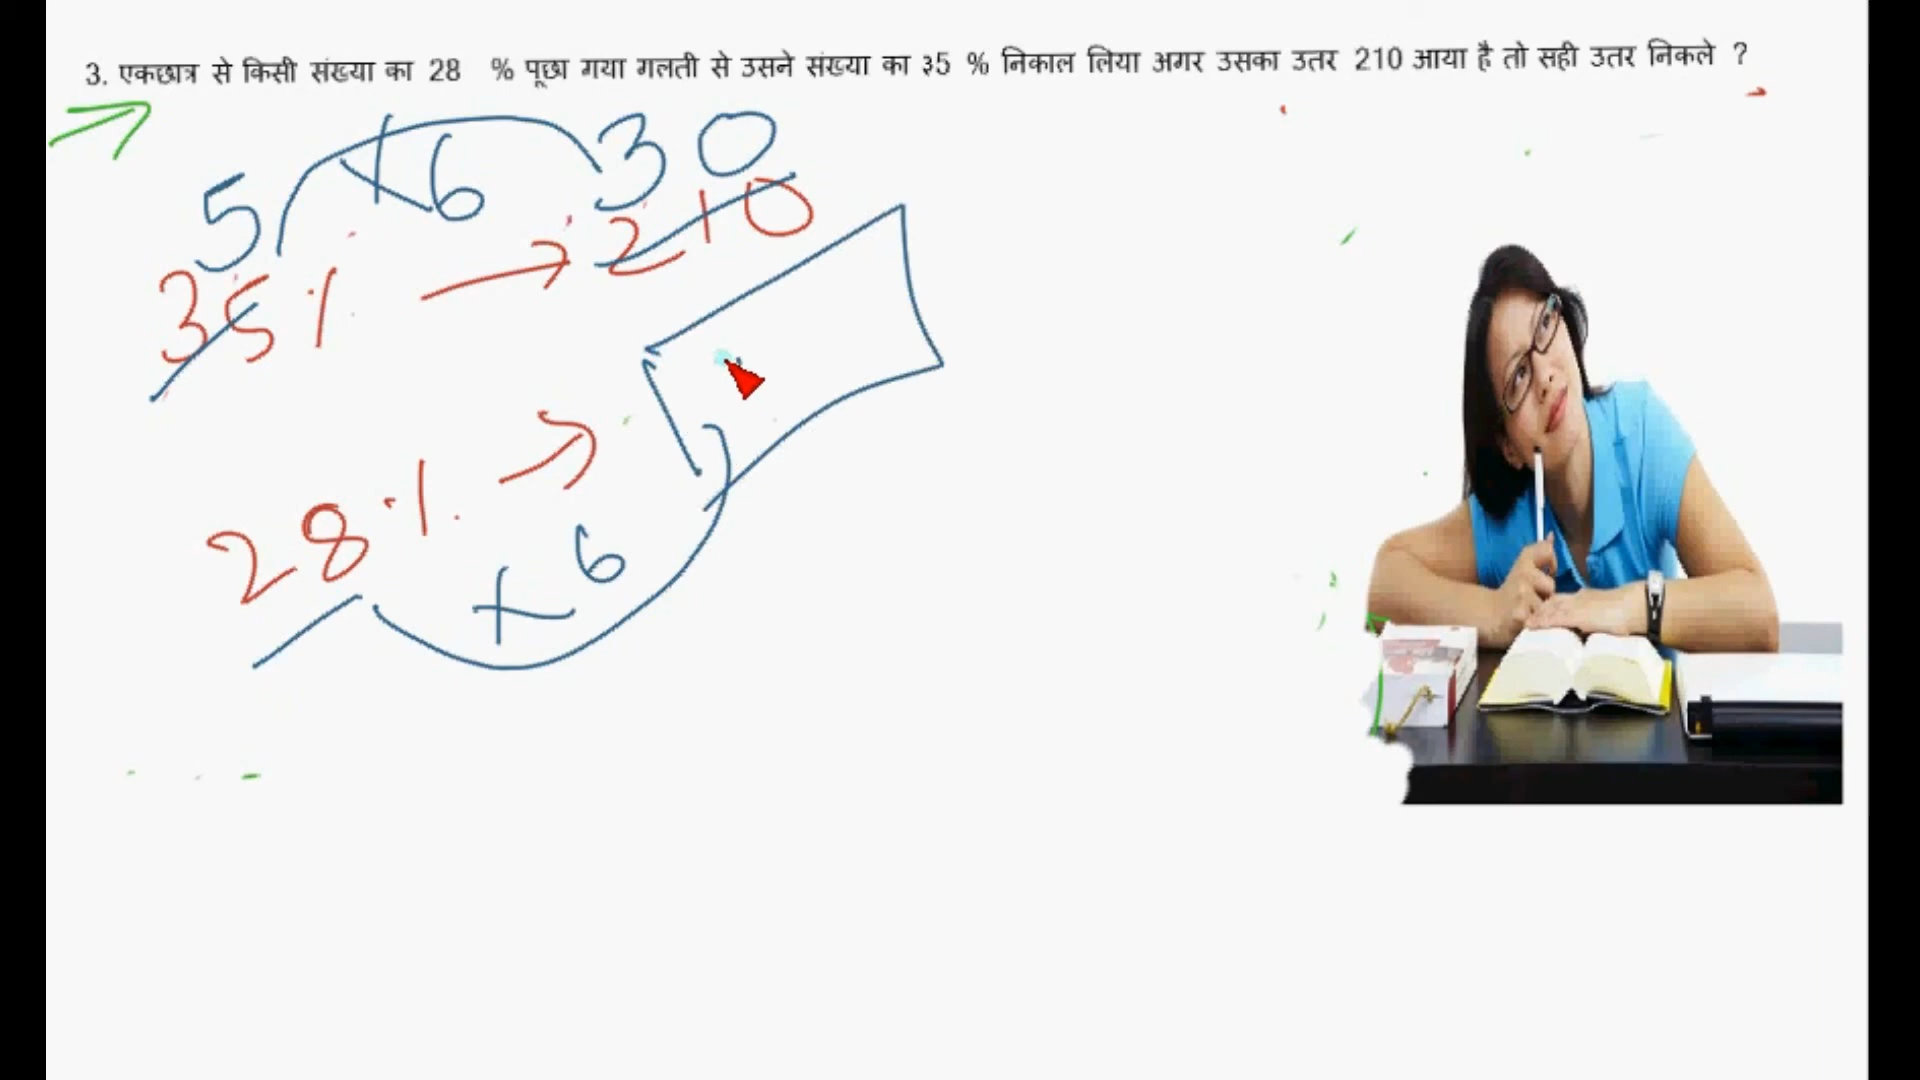 3. एकछात्र से किसी संख्या का 28 % पूछा गया गलती से उसने संख्या का ३5 % निकाल लिया अगर उसका उतर 210 आया है तो सही उतर निकले ?
5 × 6 30
35% → 210
28% →
× 6